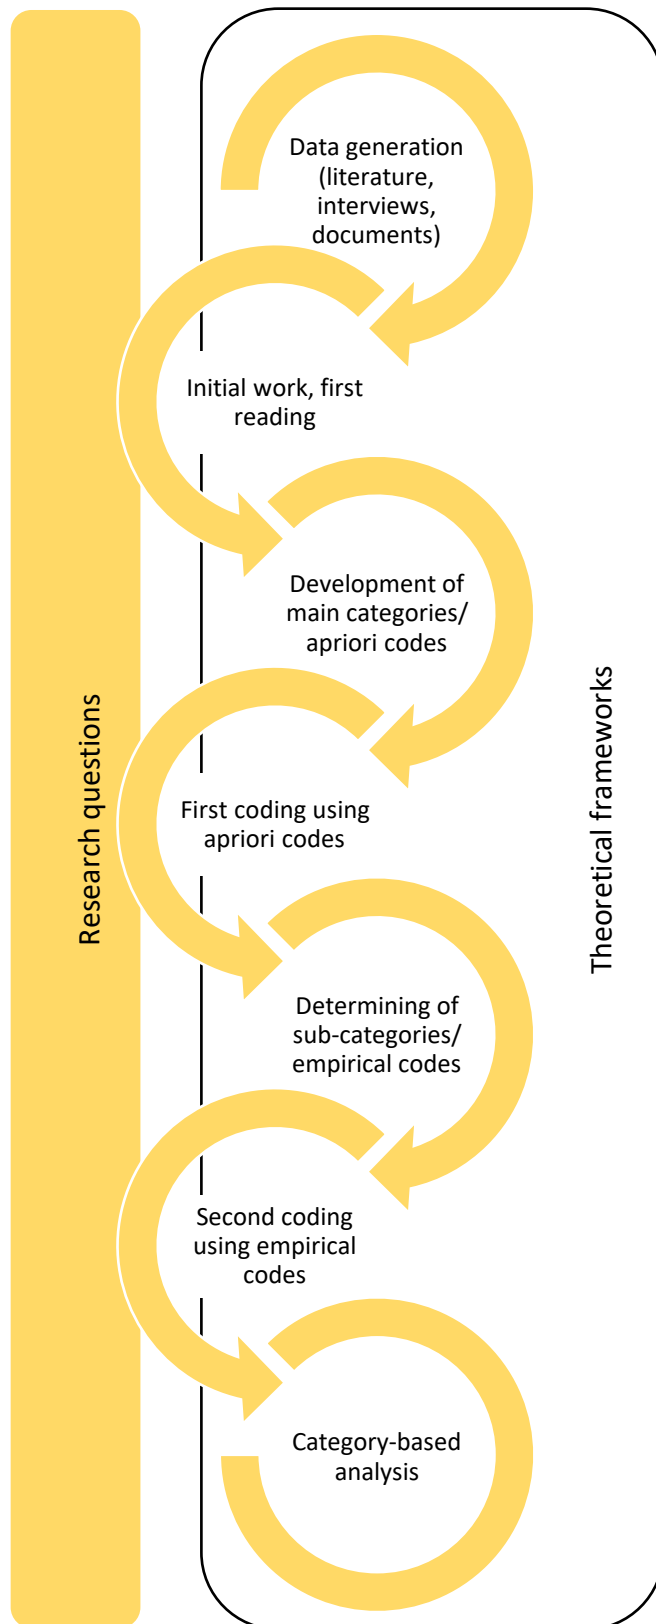 Data generation
(literature,
interviews,
documents)
Initial work, first
reading
Development of
main categories/
apriori codes
Research questions
Theoretical frameworks
First coding using
apriori codes
Determining of
sub-categories/
empirical codes
Second coding
using empirical
codes
Category-based
analysis